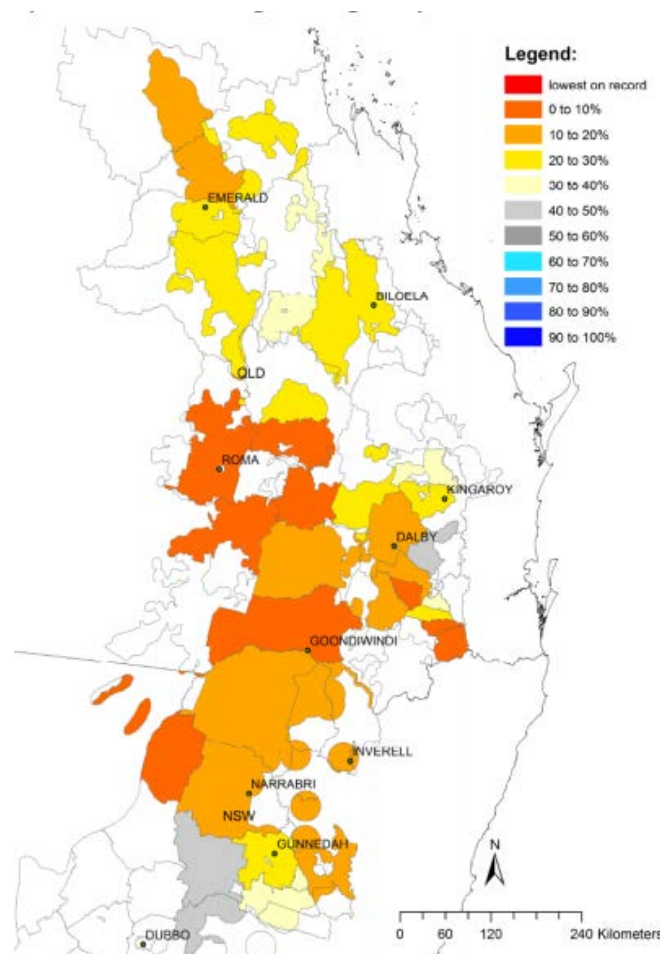 Legend:
lowest on record
0 to 10%
10 to 20%
20 to 30%
30 to 40%
40 to 50%
50 to 60%
60 to 70%
70 to 80%
80 to 90%
90 to 100%
EMERALD
BILOELA
QLD
ROMA
KINGAROY
DALBY
GOONDIWINDI
INVERELL
NARRABRI
NSW
GUNNEDAH
N
DUBBO
0 60 120 240 Kilometers